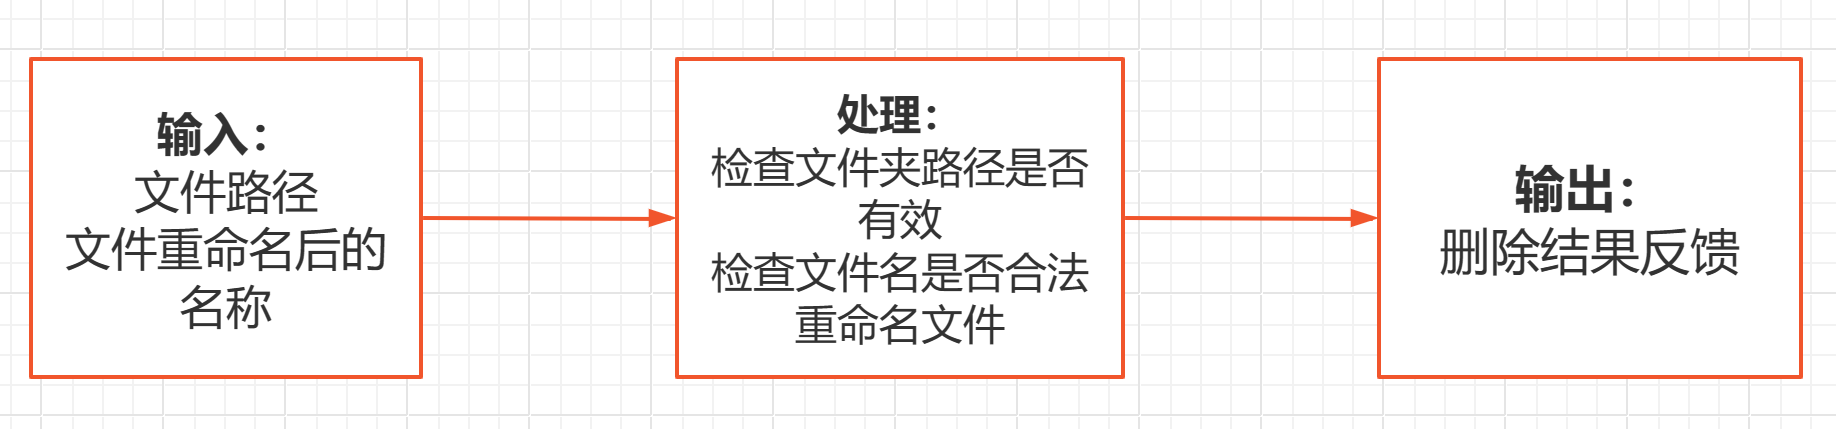 输入：
文件路径
文件重命名后的
名称
处理：
检查文件夹路径是否
有效
检查文件名是否合法
重命名文件
输出：
删除结果反馈